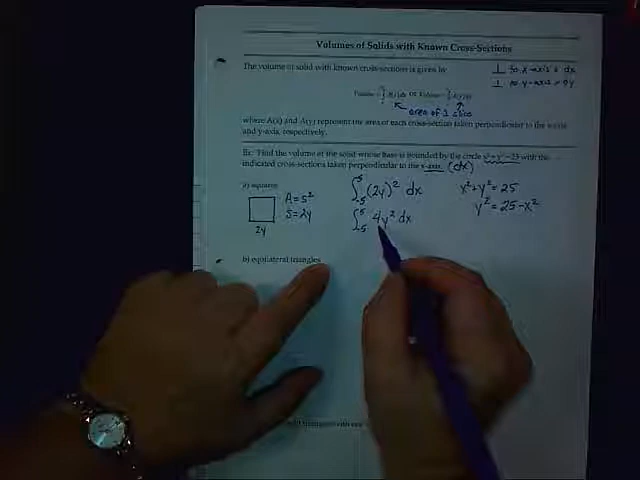 Volumes of Solids with Known Cross-Sections
The volume of solid with known cross-sections is given by
⊥ to x-axis = dx
⊥ to y-axis = dy
area of 1 slice
where A(x) and A(y) represent the area of each cross-section taken perpendicular to the x-axis
and y-axis, respectively.
Ex: Find the volume of the solid whose base is bounded by the circle x² + y² = 25 with the
indicated cross-sections taken perpendicular to the x-axis. (dx)
a) squares
A = s²
s = 2y
2y
∫₋₅⁵ (2y)² dx
∫₋₅⁵ 4y² dx
x² + y² = 25
y² = 25 - x²
b) equilateral triangles